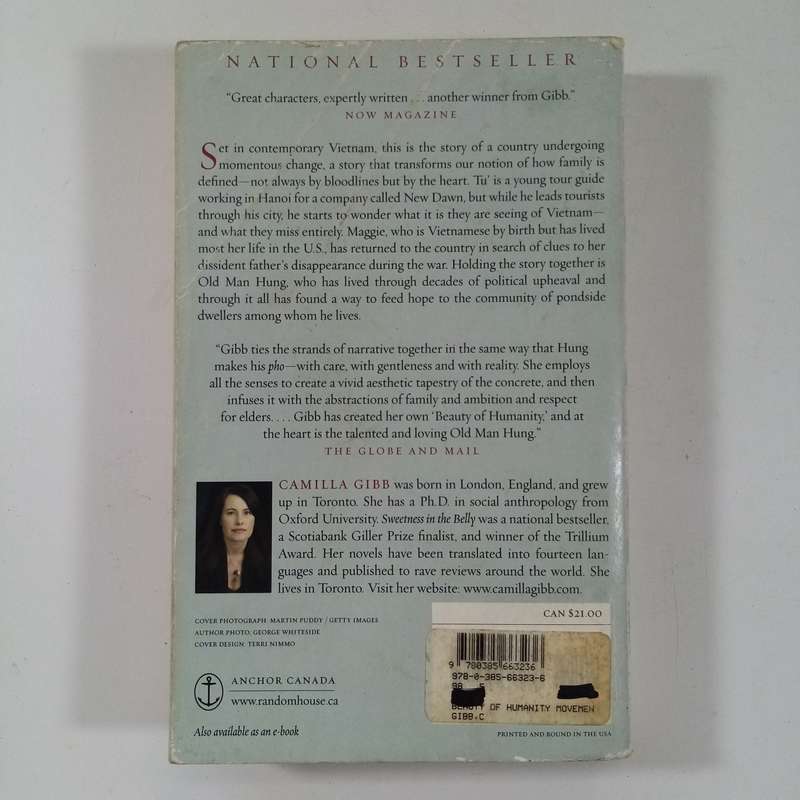 NATIONAL BESTSELLER
“Great characters, expertly written . . . another winner from Gibb.”
NOW MAGAZINE
Set in contemporary Vietnam, this is the story of a country undergoing
momentous change, a story that transforms our notion of how family is
defined—not always by bloodlines but by the heart. Tu’ is a young tour guide
working in Hanoi for a company called New Dawn, but while he leads tourists
through his city, he starts to wonder what it is they are seeing of Vietnam—
and what they miss entirely. Maggie, who is Vietnamese by birth but has lived
most her life in the U.S., has returned to the country in search of clues to her
dissident father’s disappearance during the war. Holding the story together is
Old Man Hung, who has lived through decades of political upheaval and
through it all has found a way to feed hope to the community of pondside
dwellers among whom he lives.
“Gibb ties the strands of narrative together in the same way that Hung
makes his pho—with care, with gentleness and with reality. She employs
all the senses to create a vivid aesthetic tapestry of the concrete, and then
infuses it with the abstractions of family and ambition and respect
for elders. . . . Gibb has created her own ‘Beauty of Humanity,’ and at
the heart is the talented and loving Old Man Hung.”
THE GLOBE AND MAIL
CAMILLA GIBB was born in London, England, and grew
up in Toronto. She has a Ph.D. in social anthropology from
Oxford University. Sweetness in the Belly was a national bestseller,
a Scotiabank Giller Prize finalist, and winner of the Trillium
Award. Her novels have been translated into fourteen lan-
guages and published to rave reviews around the world. She
lives in Toronto. Visit her website: www.camillagibb.com.
COVER PHOTOGRAPH: MARTIN PUDDY / GETTY IMAGES
AUTHOR PHOTO: GEORGE WHITESIDE
COVER DESIGN: TERRI NIMMO
ANCHOR CANADA
www.randomhouse.ca
Also available as an e-book
CAN $21.00
9 780385 663236
978-0-385-66323-6
BEAUTY OF HUMANITY MOVEMEN
GIBB,C
PRINTED AND BOUND IN THE USA